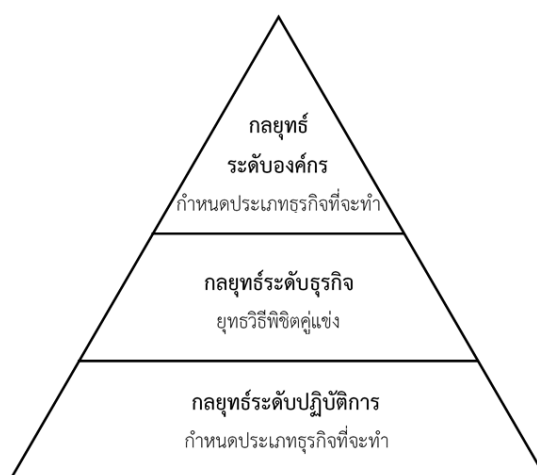 กลยุทธ์
ระดับองค์กร
กำหนดประเภทธุรกิจที่จะทำ
กลยุทธ์ระดับธุรกิจ
ยุทธวิธีพิชิตคู่แข่ง
กลยุทธ์ระดับปฏิบัติการ
กำหนดประเภทธุรกิจที่จะทำ